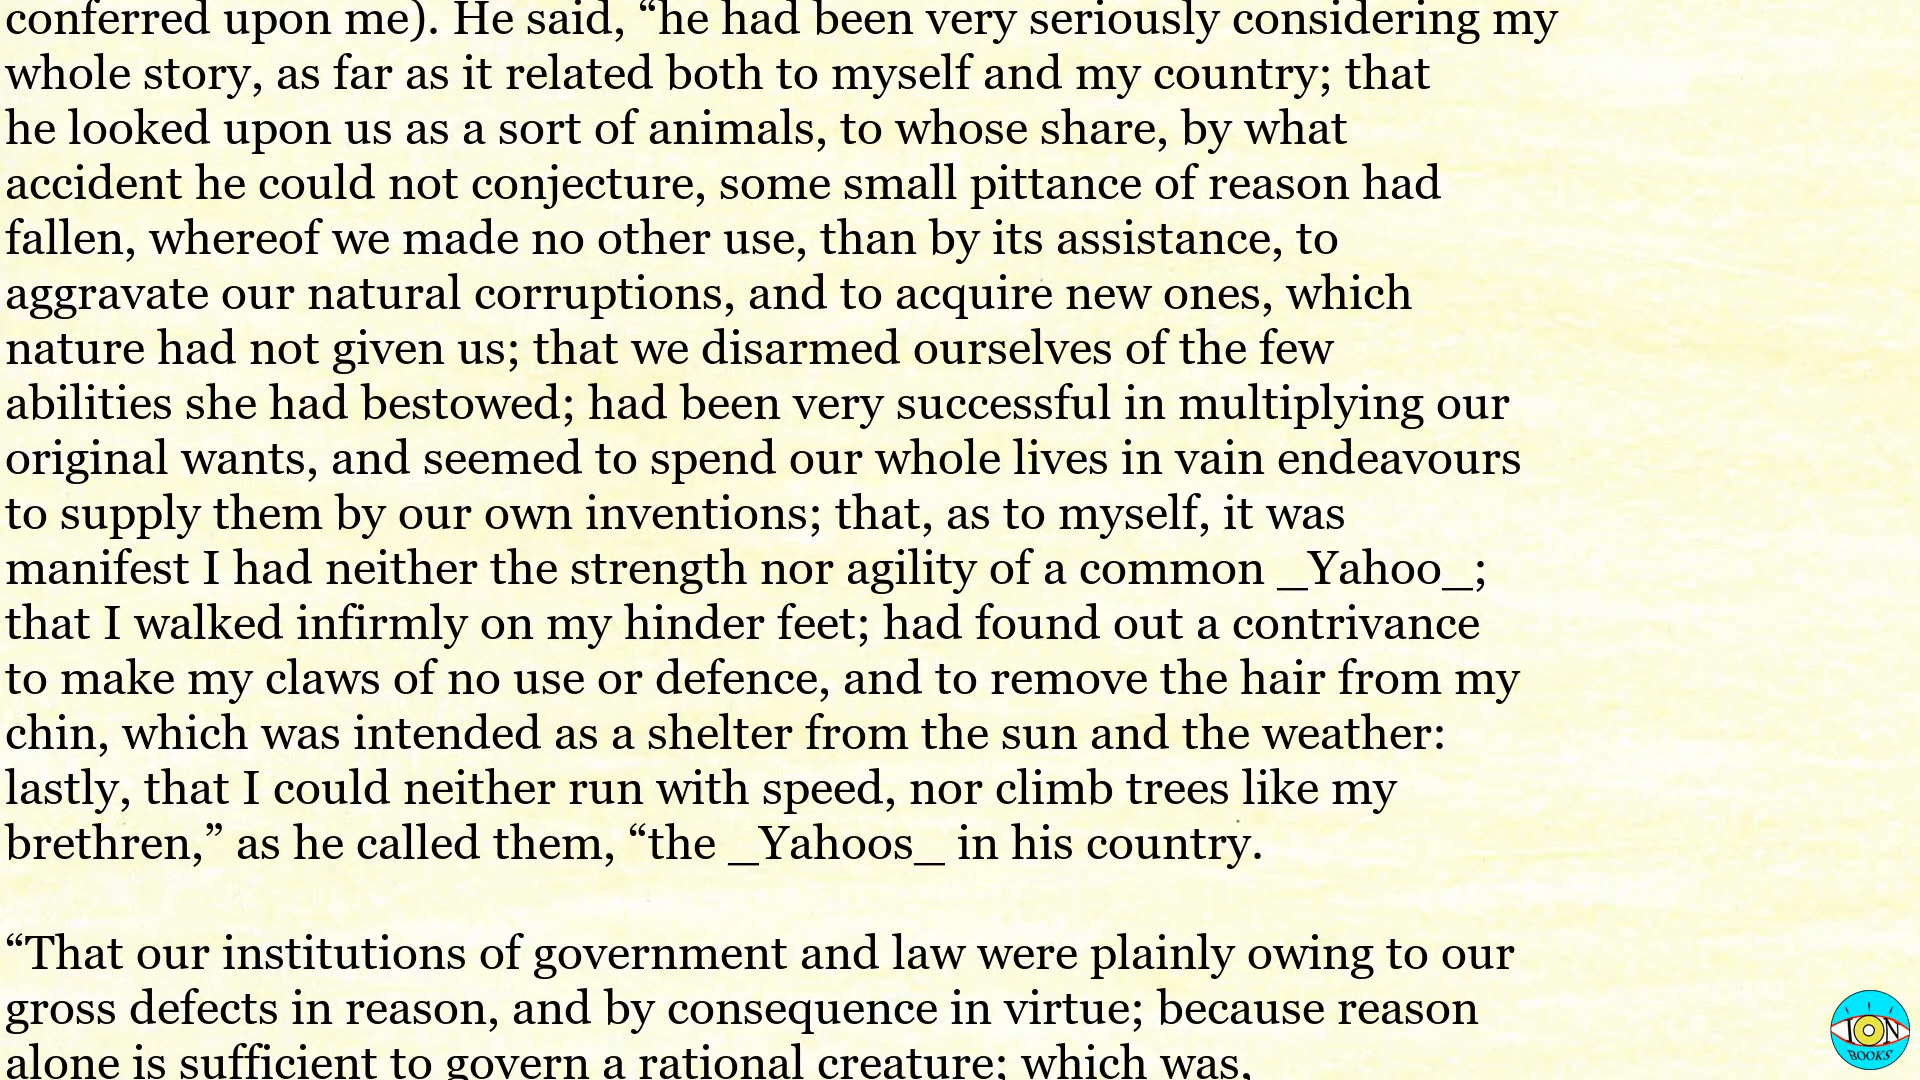 conferred upon me). He said, “he had been very seriously considering my
whole story, as far as it related both to myself and my country; that
he looked upon us as a sort of animals, to whose share, by what
accident he could not conjecture, some small pittance of reason had
fallen, whereof we made no other use, than by its assistance, to
aggravate our natural corruptions, and to acquire new ones, which
nature had not given us; that we disarmed ourselves of the few
abilities she had bestowed; had been very successful in multiplying our
original wants, and seemed to spend our whole lives in vain endeavours
to supply them by our own inventions; that, as to myself, it was
manifest I had neither the strength nor agility of a common _Yahoo_;
that I walked infirmly on my hinder feet; had found out a contrivance
to make my claws of no use or defence, and to remove the hair from my
chin, which was intended as a shelter from the sun and the weather:
lastly, that I could neither run with speed, nor climb trees like my
brethren,” as he called them, “the _Yahoos_ in his country.
“That our institutions of government and law were plainly owing to our
gross defects in reason, and by consequence in virtue; because reason
alone is sufficient to govern a rational creature; which was,
ION
BOOKS